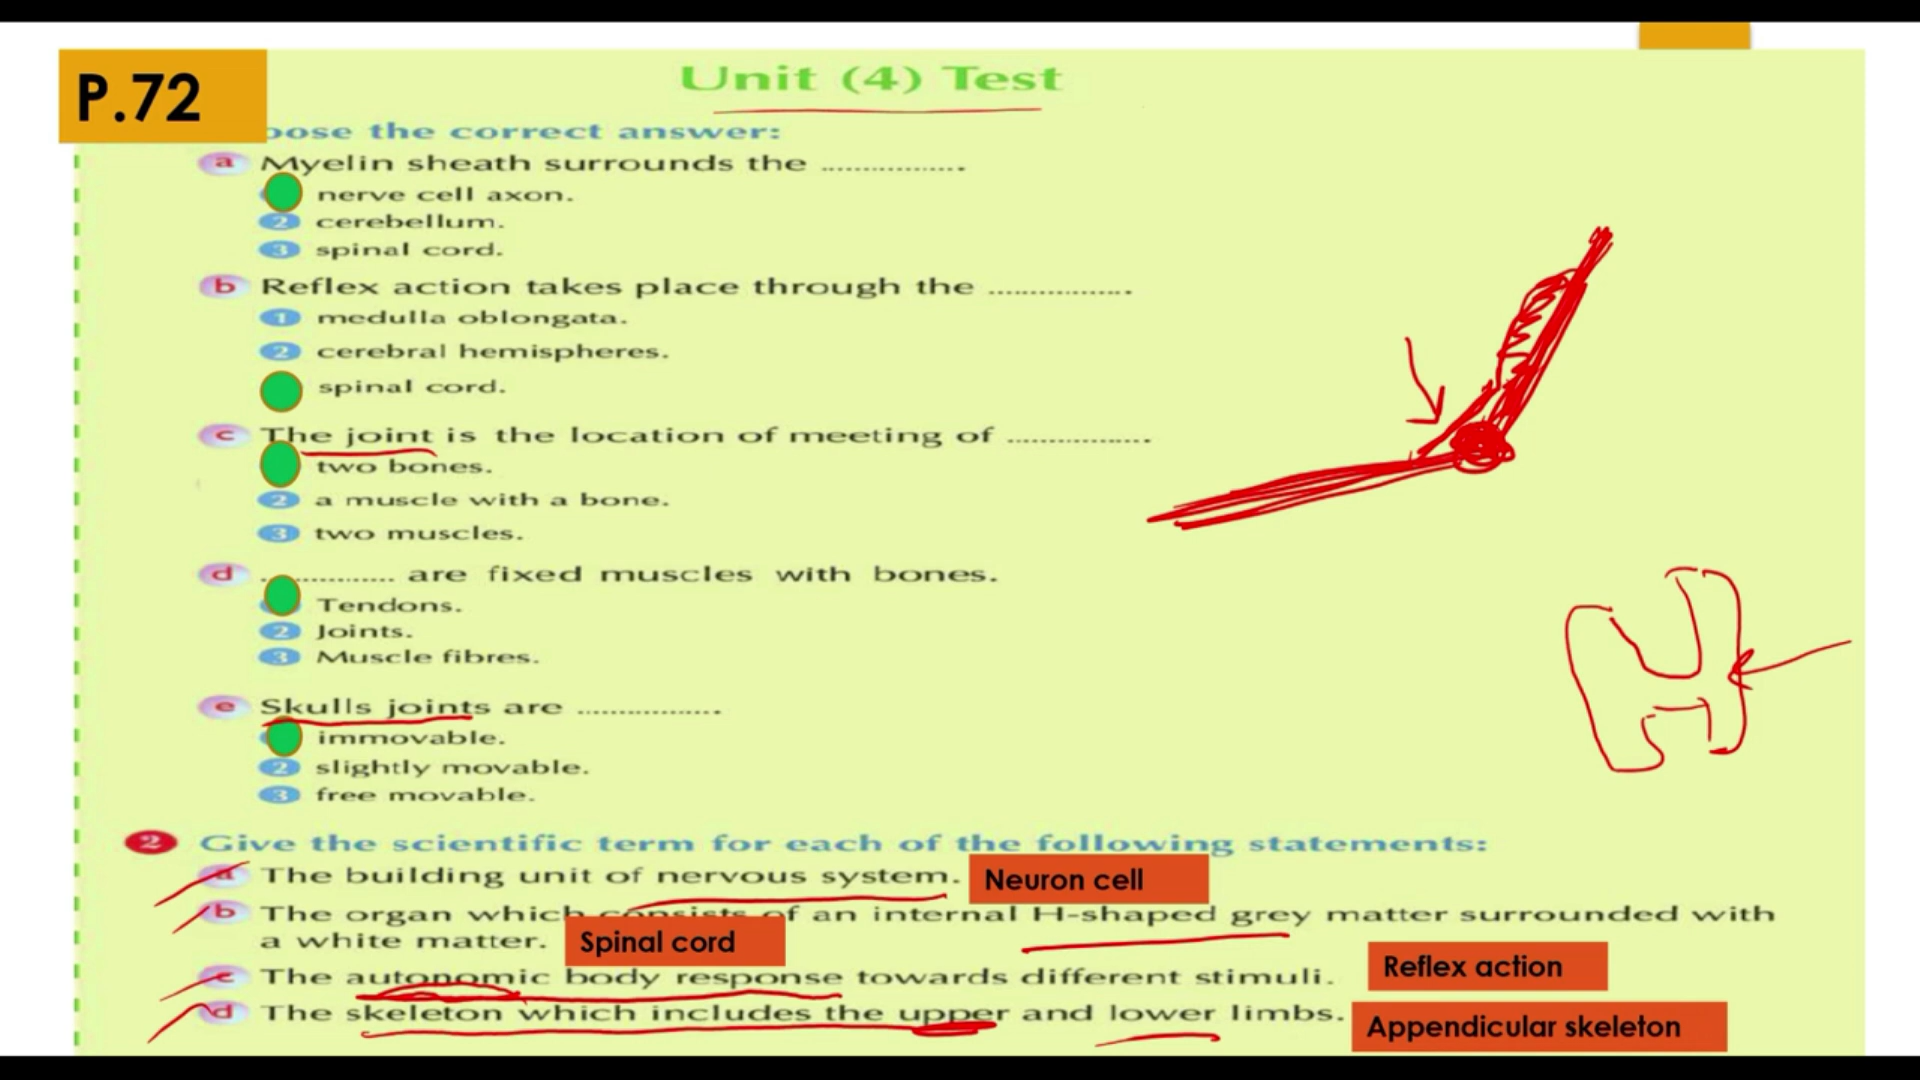 P.72
Unit (4) Test
oose the correct answer:
a Myelin sheath surrounds the ...............
nerve cell axon.
2 cerebellum.
3 spinal cord.
b Reflex action takes place through the ...............
1 medulla oblongata.
2 cerebral hemispheres.
spinal cord.
c The joint is the location of meeting of ...............
two bones.
2 a muscle with a bone.
3 two muscles.
d ............... are fixed muscles with bones.
Tendons.
2 Joints.
3 Muscle fibres.
e Skulls joints are ...............
immovable.
2 slightly movable.
3 free movable.
2 Give the scientific term for each of the following statements:
a The building unit of nervous system. Neuron cell
b The organ which consists of an internal H-shaped grey matter surrounded with
a white matter. Spinal cord
c The autonomic body response towards different stimuli. Reflex action
d The skeleton which includes the upper and lower limbs. Appendicular skeleton